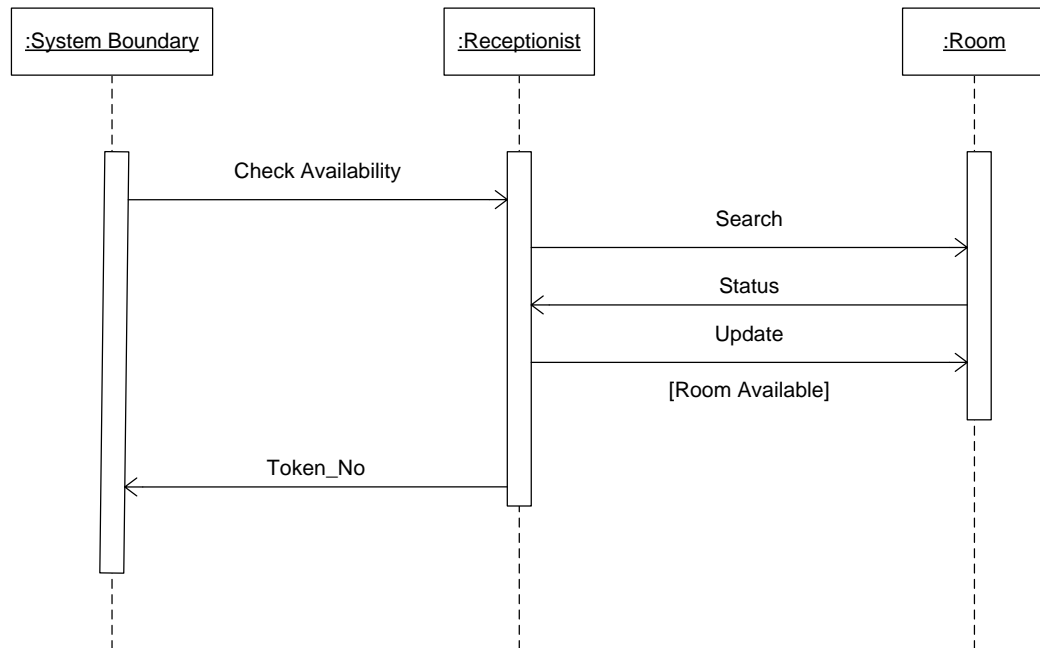 :System Boundary
:Receptionist
:Room
Check Availability
Search
Status
Update
[Room Available]
Token_No